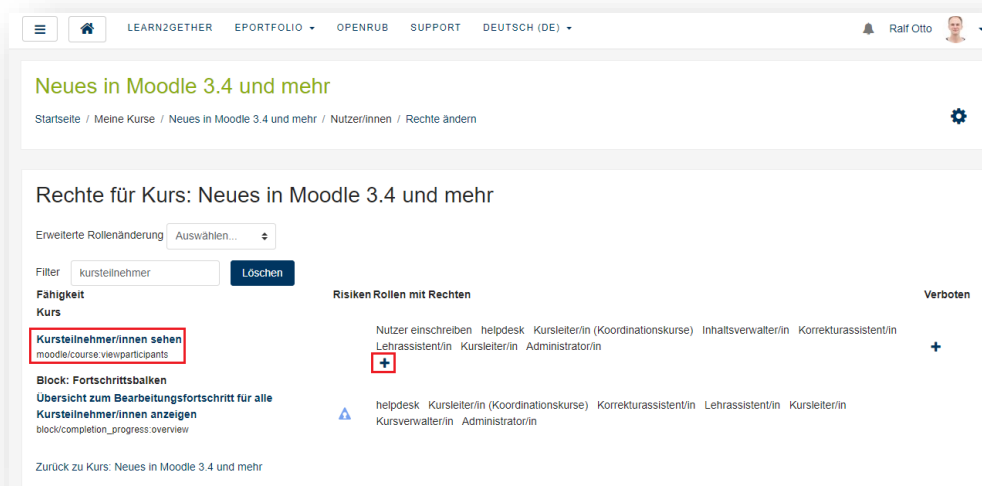 LEARN2GETHER EPORTFOLIO OPENRUB SUPPORT DEUTSCH (DE) Ralf Otto
Neues in Moodle 3.4 und mehr
Startseite / Meine Kurse / Neues in Moodle 3.4 und mehr / Nutzer/innen / Rechte ändern
Rechte für Kurs: Neues in Moodle 3.4 und mehr
Erweiterte Rollenänderung Auswählen...
Filter kursteilnehmer Löschen
Fähigkeit Risiken Rollen mit Rechten Verboten
Kurs
Kursteilnehmer/innen sehen
moodle/course:viewparticipants
Nutzer einschreiben helpdesk Kursleiter/in (Koordinationskurse) Inhaltsverwalter/in Korrekturassistent/in
Lehrassistent/in Kursleiter/in Administrator/in
Block: Fortschrittsbalken
Übersicht zum Bearbeitungsfortschritt für alle
Kursteilnehmer/innen anzeigen
block/completion_progress:overview
helpdesk Kursleiter/in (Koordinationskurse) Korrekturassistent/in Lehrassistent/in Kursleiter/in
Kursverwalter/in Administrator/in
Zurück zu Kurs: Neues in Moodle 3.4 und mehr